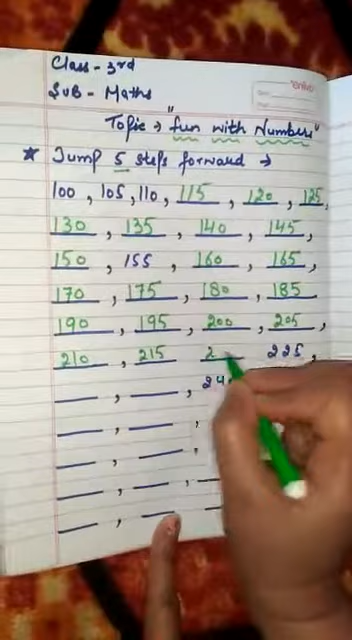 Class - 3rd
SUB - Maths
Topic → "fun with Numbers"
* Jump 5 steps forward →
100, 105, 110, 115, 120, 125,
130, 135, 140, 145,
150, 155, 160, 165,
170, 175, 180, 185
190, 195, 200, 205,
210, 215 2 225,